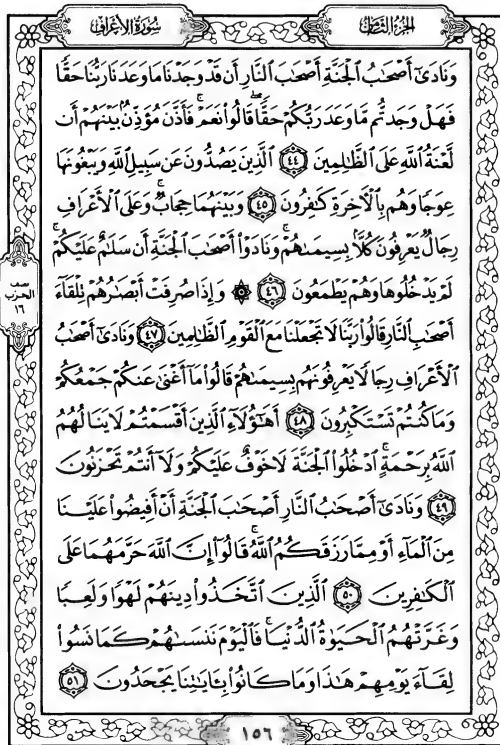 الجزء الثامن
سورة الأعراف
وَنَادَىٰٓ أَصْحَٰبُ ٱلْجَنَّةِ أَصْحَٰبَ ٱلنَّارِ أَن قَدْ وَجَدْنَا مَا وَعَدَنَا رَبُّنَا حَقًّا
فَهَلْ وَجَدتُّم مَّا وَعَدَ رَبُّكُمْ حَقًّا ۖ قَالُوا۟ نَعَمْ ۚ فَأَذَّنَ مُؤَذِّنٌۢ بَيْنَهُمْ أَن
لَّعْنَةُ ٱللَّهِ عَلَى ٱلظَّٰلِمِينَ ٤٤ ٱلَّذِينَ يَصُدُّونَ عَن سَبِيلِ ٱللَّهِ وَيَبْغُونَهَا
عِوَجًا وَهُم بِٱلْأَخِرَةِ كَٰفِرُونَ ٤٥ وَبَيْنَهُمَا حِجَابٌ ۚ وَعَلَى ٱلْأَعْرَافِ
رِجَالٌ يَعْرِفُونَ كُلًّۢا بِسِيمَىٰهُمْ ۚ وَنَادَوْا۟ أَصْحَٰبَ ٱلْجَنَّةِ أَن سَلَٰمٌ عَلَيْكُمْ ۚ
لَمْ يَدْخُلُوهَا وَهُمْ يَطْمَعُونَ ٤٦ ۞ وَإِذَا صُرِفَتْ أَبْصَٰرُهُمْ تِلْقَآءَ
أَصْحَٰبِ ٱلنَّارِ قَالُوا۟ رَبَّنَا لَا تَجْعَلْنَا مَعَ ٱلْقَوْمِ ٱلظَّٰلِمِينَ ٤٧ وَنَادَىٰٓ أَصْحَٰبُ
ٱلْأَعْرَافِ رِجَالًا يَعْرِفُونَهُم بِسِيمَىٰهُمْ قَالُوا۟ مَآ أَغْنَىٰ عَنكُمْ جَمْعُكُمْ
وَمَا كُنتُمْ تَسْتَكْبِرُونَ ٤٨ أَهَٰٓؤُلَآءِ ٱلَّذِينَ أَقْسَمْتُمْ لَا يَنَالُهُمُ
ٱللَّهُ بِرَحْمَةٍ ۚ ٱدْخُلُوا۟ ٱلْجَنَّةَ لَا خَوْفٌ عَلَيْكُمْ وَلَآ أَنتُمْ تَحْزَنُونَ
٤٩ وَنَادَىٰٓ أَصْحَٰبُ ٱلنَّارِ أَصْحَٰبَ ٱلْجَنَّةِ أَنْ أَفِيضُوا۟ عَلَيْنَا
مِنَ ٱلْمَآءِ أَوْ مِمَّا رَزَقَكُمُ ٱللَّهُ ۚ قَالُوٓا۟ إِنَّ ٱللَّهَ حَرَّمَهُمَا عَلَى
ٱلْكَٰفِرِينَ ٥٠ ٱلَّذِينَ ٱتَّخَذُوا۟ دِينَهُمْ لَهْوًا وَلَعِبًا
وَغَرَّتْهُمُ ٱلْحَيَوٰةُ ٱلدُّنْيَا ۚ فَٱلْيَوْمَ نَنسَىٰهُمْ كَمَا نَسُوا۟
لِقَآءَ يَوْمِهِمْ هَٰذَا وَمَا كَانُوا۟ بِـَٔايَٰتِنَا يَجْحَدُونَ ٥١
نصف
الحزب
١٦
١٥٦